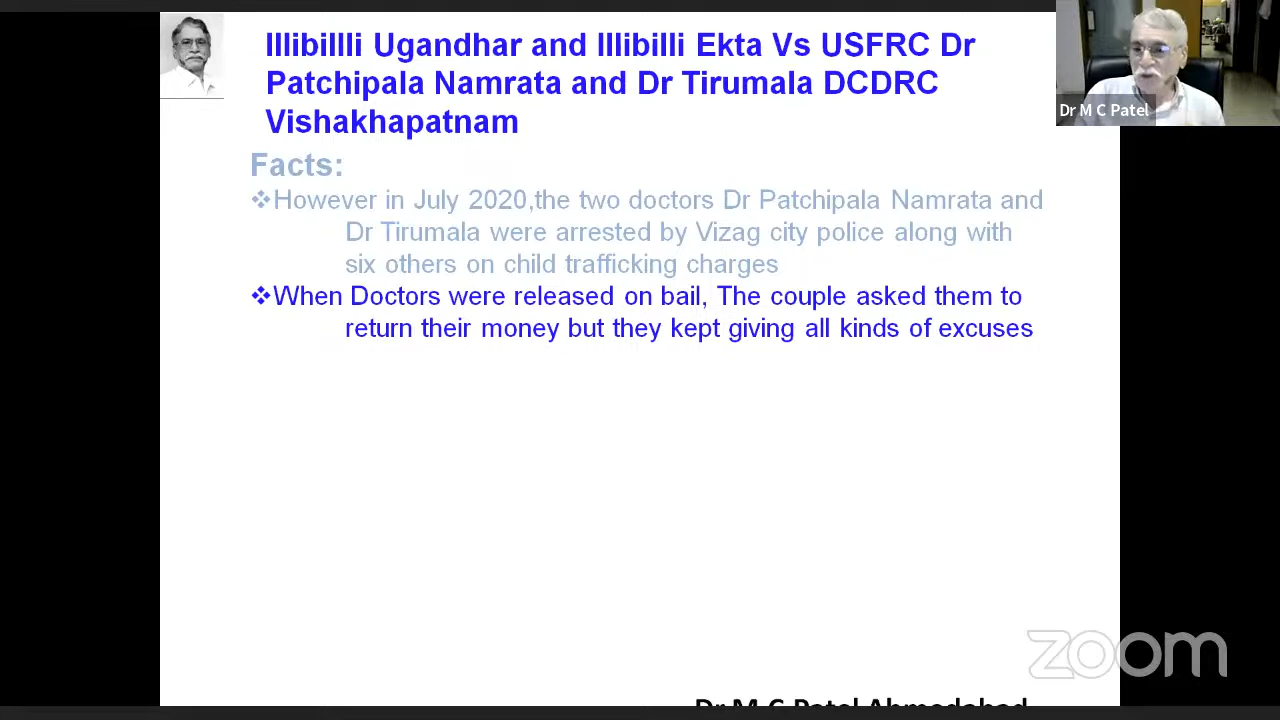 Illibillli Ugandhar and Illibilli Ekta Vs USFRC Dr
Patchipala Namrata and Dr Tirumala DCDRC
Vishakhapatnam
Dr M C Patel
Facts:
❖However in July 2020,the two doctors Dr Patchipala Namrata and
Dr Tirumala were arrested by Vizag city police along with
six others on child trafficking charges
❖When Doctors were released on bail, The couple asked them to
return their money but they kept giving all kinds of excuses
zoom
Dr M C Patel Ahmedabad